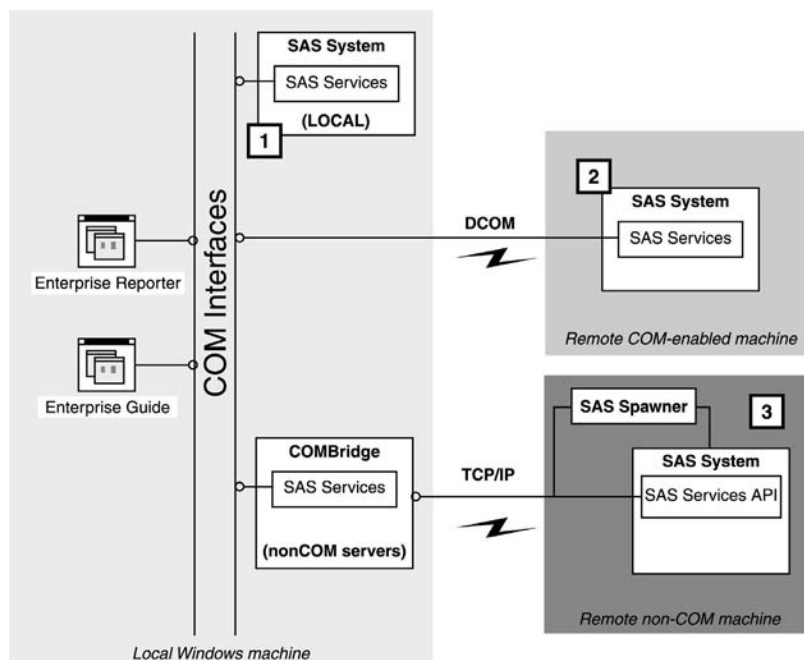 SAS System
SAS Services
(LOCAL)
1
2
SAS System
SAS Services
DCOM
Remote COM-enabled machine
COM Interfaces
Enterprise Reporter
Enterprise Guide
COMBridge
SAS Services
(nonCOM servers)
TCP/IP
SAS Spawner
3
SAS System
SAS Services API
Remote non-COM machine
Local Windows machine